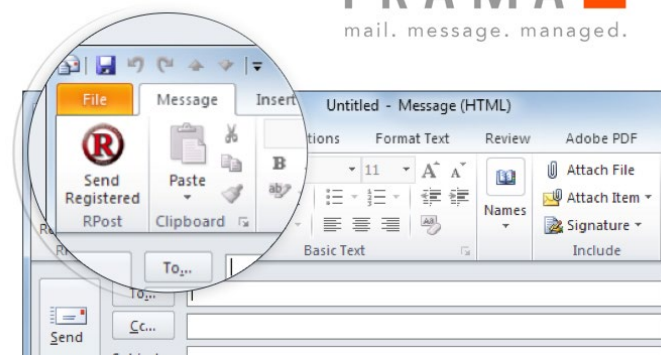 FRAMA
mail. message. managed.
Untitled - Message (HTML)
File Message Insert
Format Text Review Adobe PDF
Send Registered
Paste
RPost Clipboard
B
11 A A
Names
Attach File
Attach Item
Signature
Basic Text Include
To...
To...
Cc...
Send